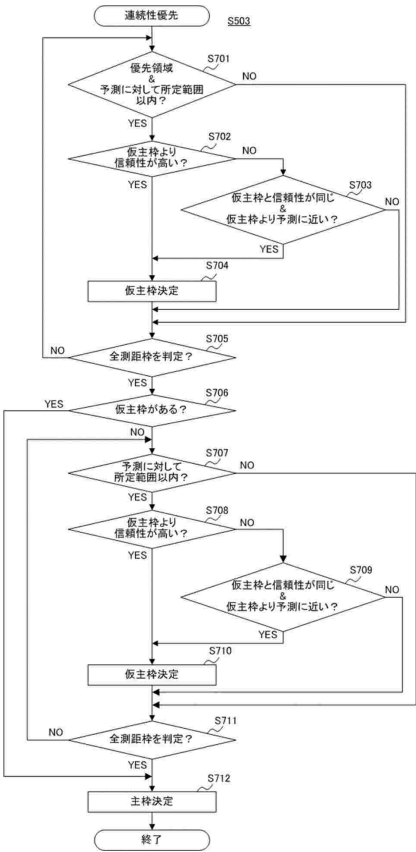 連続性優先
S503
S701
優先領域
&
予測に対して所定範囲
以内?
NO
YES
S702
仮主枠より
信頼性が高い?
NO
YES
S703
仮主枠と信頼性が同じ
&
仮主枠より予測に近い?
NO
YES
S704
仮主枠決定
S705
全測距枠を判定?
NO
YES
S706
仮主枠がある?
YES
NO
S707
予測に対して
所定範囲以内?
NO
YES
S708
仮主枠より
信頼性が高い?
NO
YES
S709
仮主枠と信頼性が同じ
&
仮主枠より予測に近い?
NO
YES
S710
仮主枠決定
S711
全測距枠を判定?
NO
YES
S712
主枠決定
終了